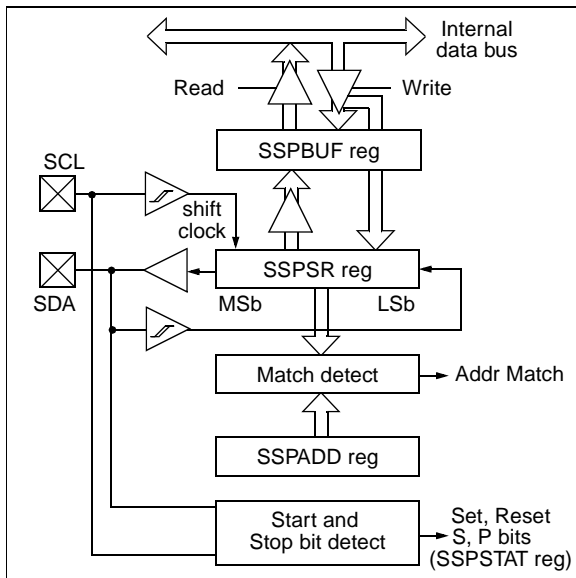 Internal
data bus
Read
Write
SSPBUF reg
SCL
shift
clock
SSPSR reg
SDA
MSb
LSb
Match detect
Addr Match
SSPADD reg
Start and
Stop bit detect
Set, Reset
S, P bits
(SSPSTAT reg)